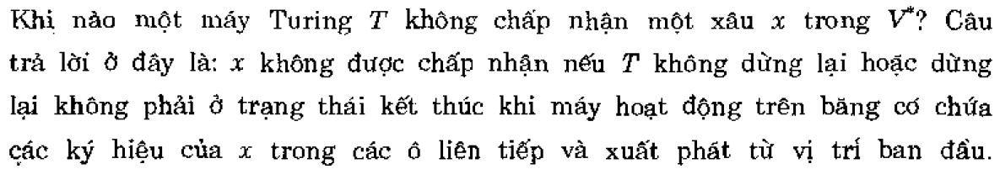 Khi nào một máy Turing T không chấp nhận một xâu x trong V*? Câu
trả lời ở đây là: x không được chấp nhận nếu T không dừng lại hoặc dừng
lại không phải ở trạng thái kết thúc khi máy hoạt động trên băng có chứa
các ký hiệu của x trong các ô liên tiếp và xuất phát từ vị trí ban đầu.